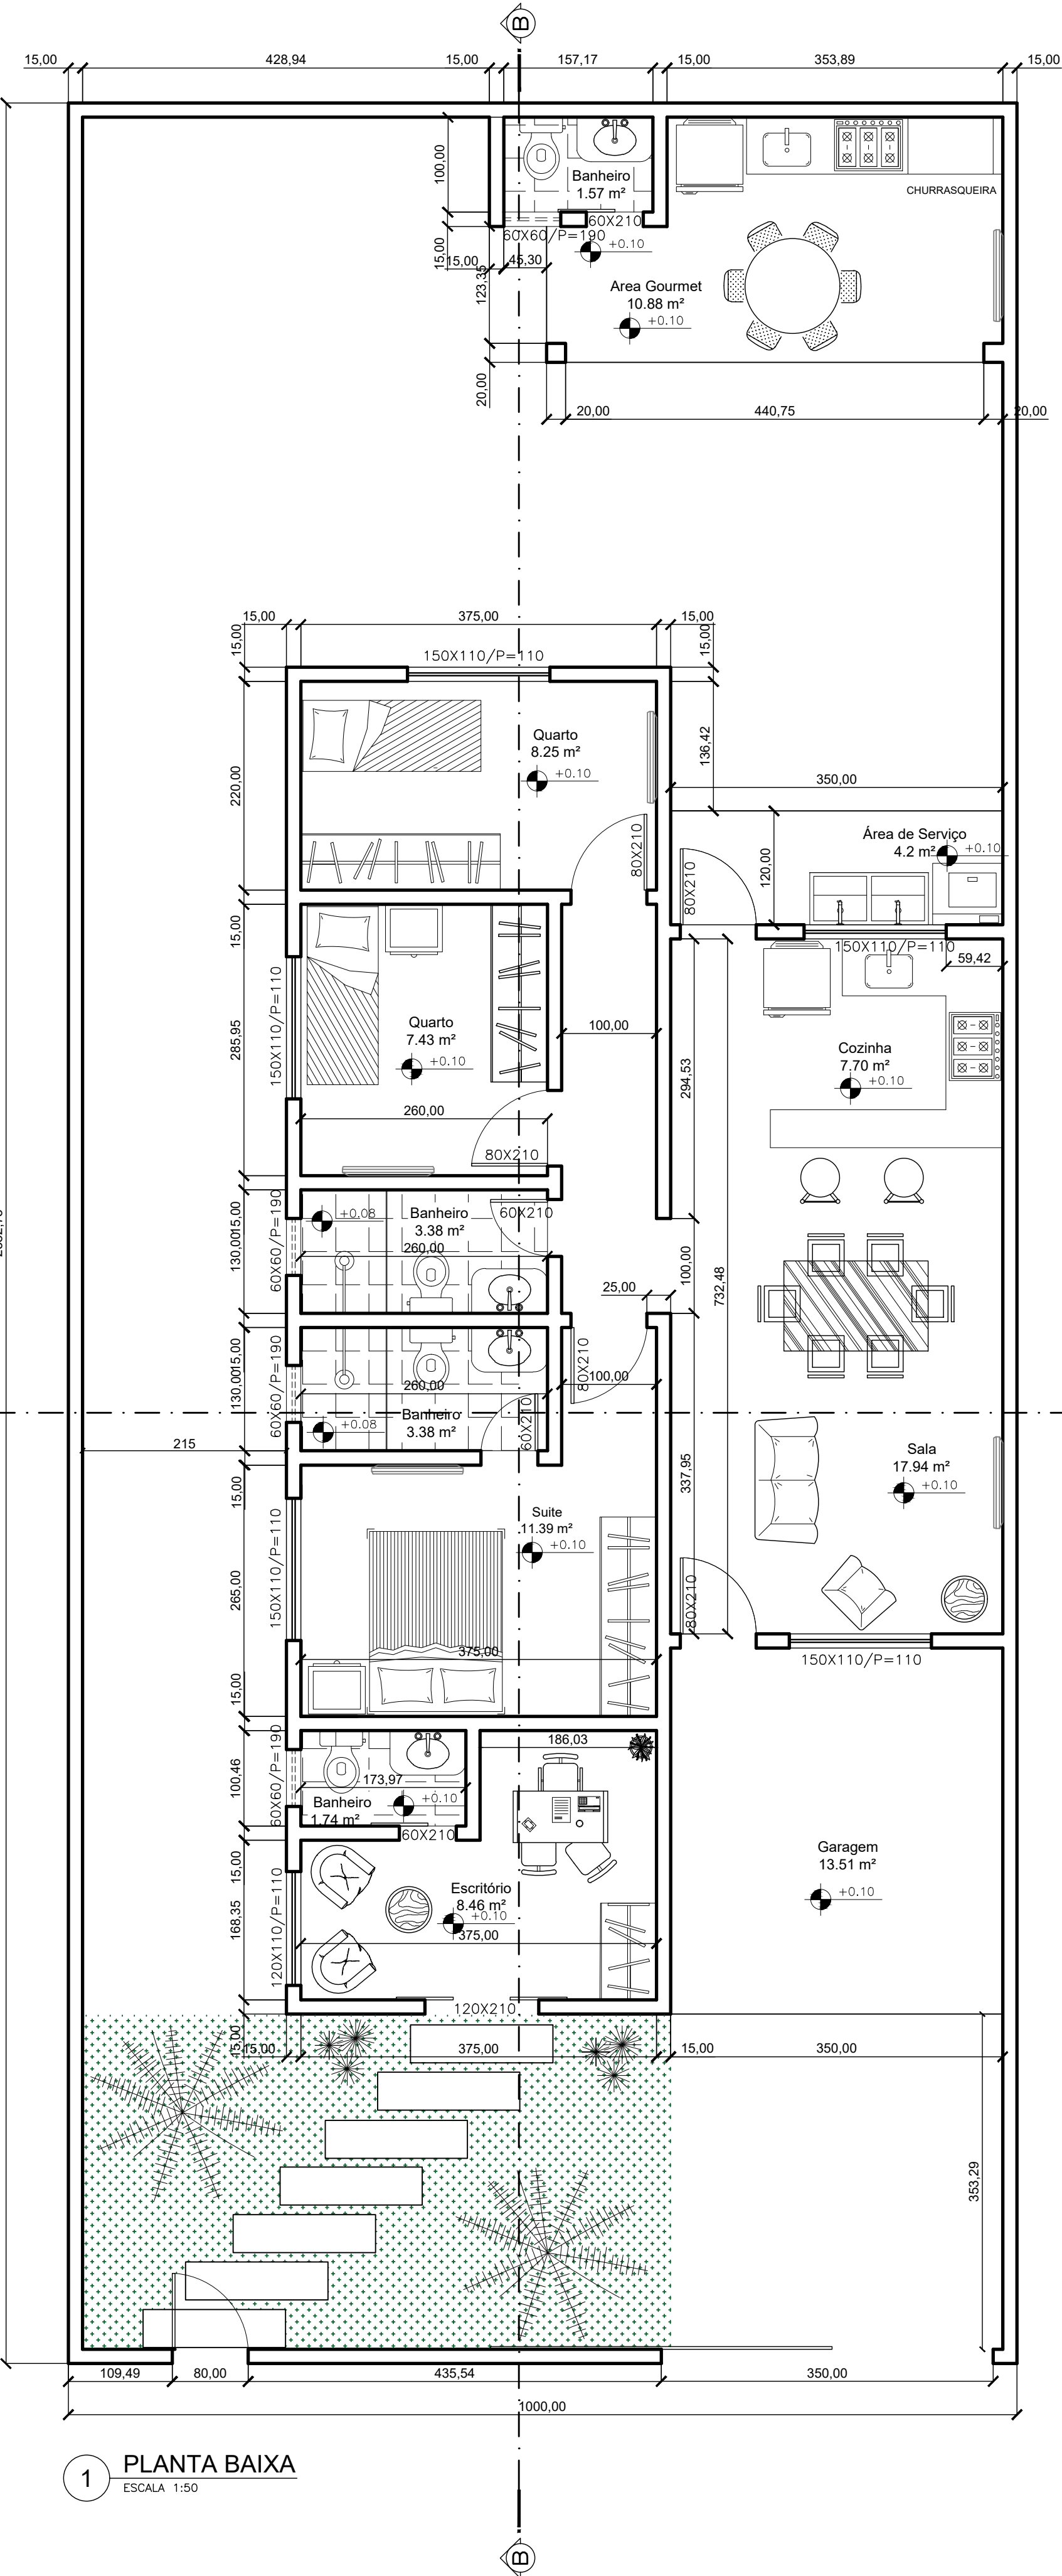 B
15,00
428,94
15,00
157,17
15,00
353,89
15,00
100,00
Banheiro
1.57 m²
CHURRASQUEIRA
60X210
60X60/P=190
+0.10
15,00
15,00
45,30
123,35
Area Gourmet
10.88 m²
+0.10
20,00
20,00
440,75
20,00
15,00
375,00
15,00
15,00
15,00
150X110/P=110
Quarto
8.25 m²
+0.10
136,42
220,00
350,00
80X210
Área de Serviço
4.2 m²
+0.10
120,00
80X210
15,00
150X110/P=110
59,42
150X110/P=110
285,95
Quarto
7.43 m²
+0.10
100,00
Cozinha
7.70 m²
+0.10
294,53
260,00
80X210
15,00
130,00
60X60/P=190
+0.08
Banheiro
3.38 m²
60X210
260,00
25,00
100,00
732,48
15,00
130,00
60X60/P=190
80X210
100,00
260,00
+0.08
Banheiro
3.38 m²
60X210
215
Sala
17.94 m²
+0.10
337,95
15,00
Suite
11.39 m²
+0.10
150X110/P=110
265,00
80X210
375,00
150X110/P=110
15,00
186,03
100,46
60X60/P=190
173,97
Banheiro
1.74 m²
+0.10
60X210
Garagem
13.51 m²
+0.10
15,00
168,35
120X110/P=110
Escritório
8.46 m²
+0.10
375,00
120X210
15,00
15,00
375,00
15,00
350,00
353,29
109,49
80,00
435,54
350,00
1000,00
1
PLANTA BAIXA
ESCALA 1:50
B